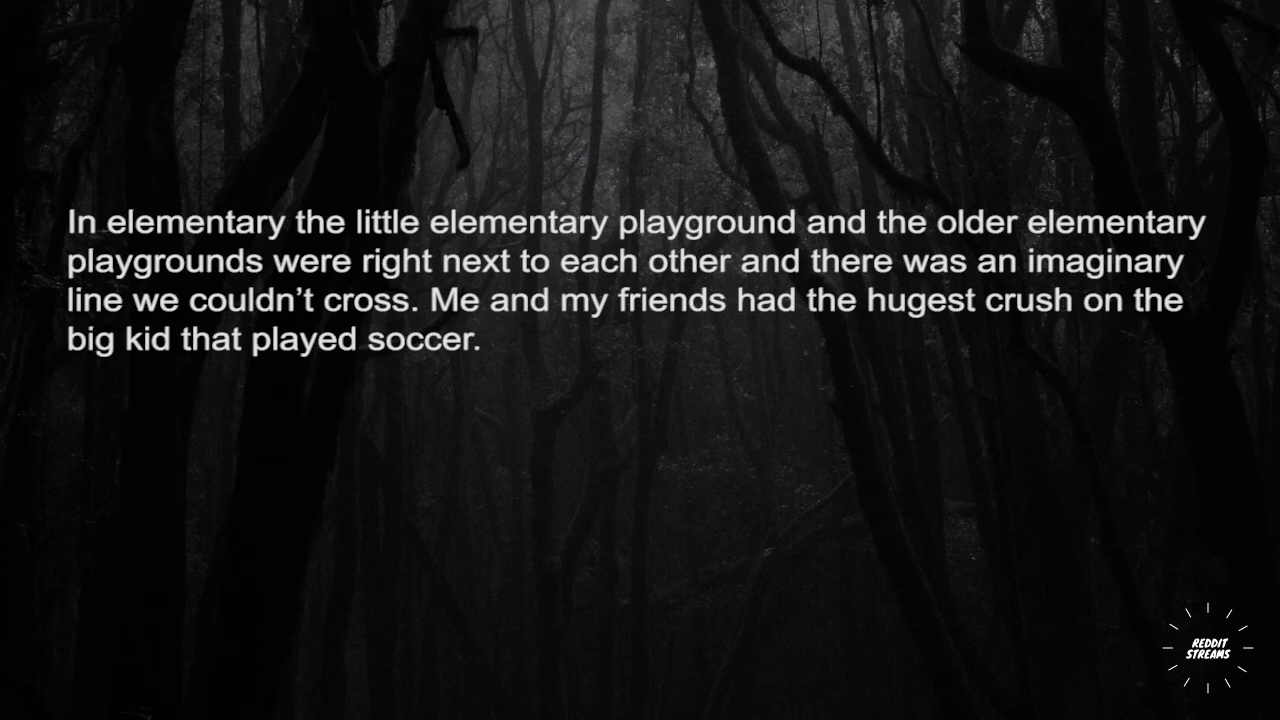 In elementary the little elementary playground and the older elementary
playgrounds were right next to each other and there was an imaginary
line we couldn’t cross. Me and my friends had the hugest crush on the
big kid that played soccer.
REDDIT
STREAMS